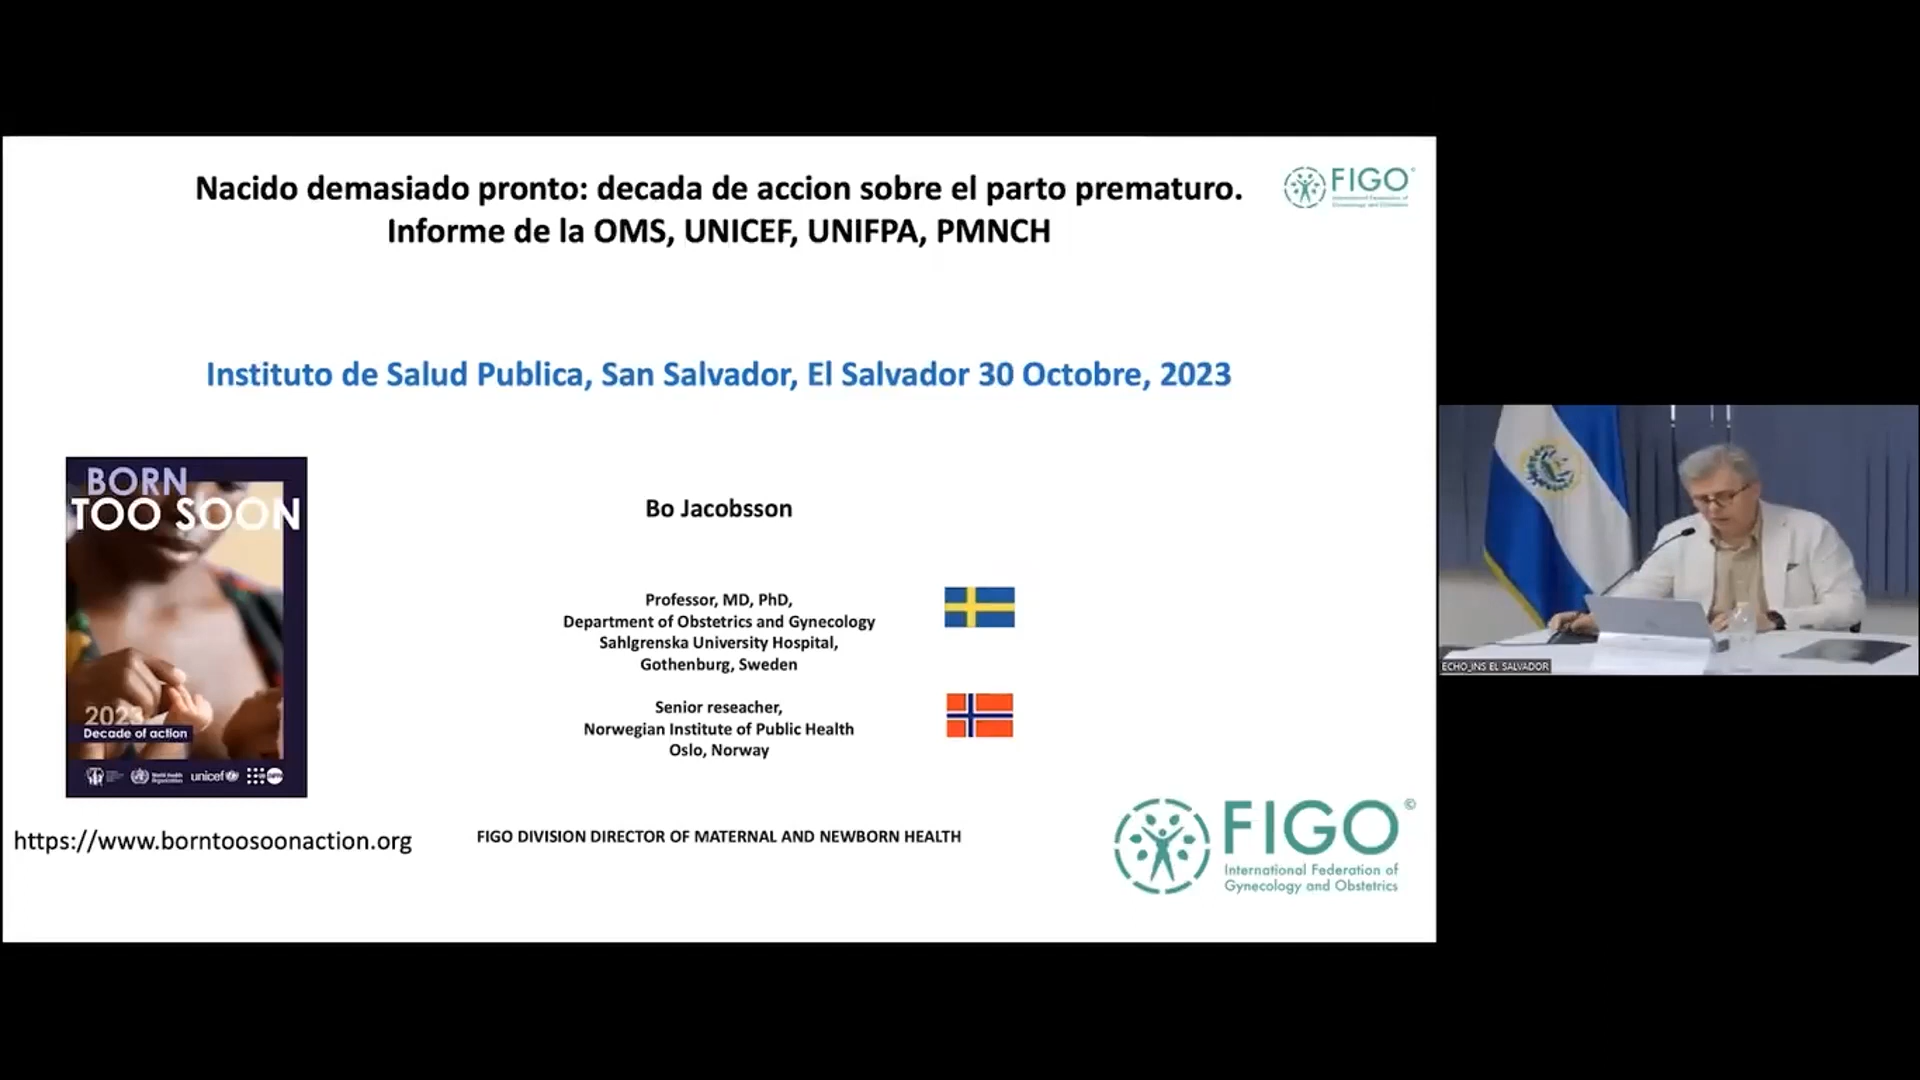 Nacido demasiado pronto: decada de accion sobre el parto prematuro.
Informe de la OMS, UNICEF, UNIFPA, PMNCH
FIGO
Instituto de Salud Publica, San Salvador, El Salvador 30 Octobre, 2023
BORN
TOO SOON
2023
Decade of action
World Health
Organization
unicef
https://www.borntoosoonaction.org
Bo Jacobsson
Professor, MD, PhD,
Department of Obstetrics and Gynecology
Sahlgrenska University Hospital,
Gothenburg, Sweden
Senior reseacher,
Norwegian Institute of Public Health
Oslo, Norway
FIGO DIVISION DIRECTOR OF MATERNAL AND NEWBORN HEALTH
FIGO©
International Federation of
Gynecology and Obstetrics
ECHO_INS EL SALVADOR